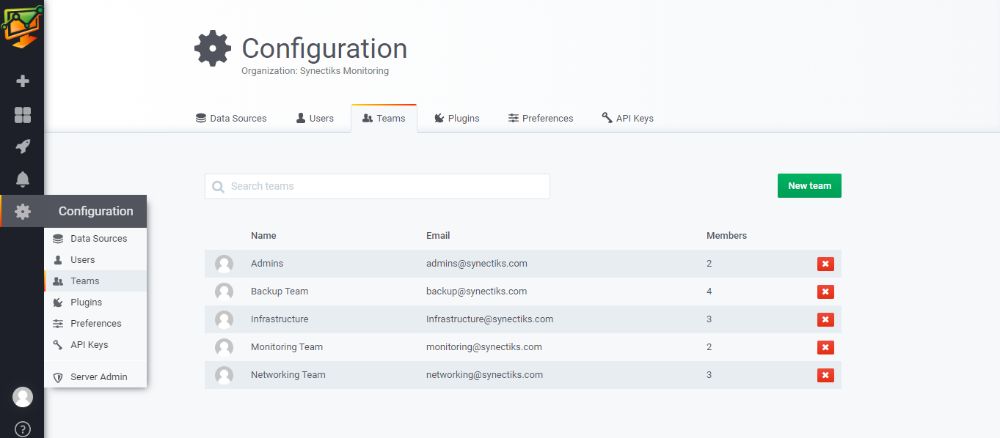 Configuration
Organization: Synectiks Monitoring
Data Sources Users Teams Plugins Preferences API Keys
Search teams New team
Configuration
Data Sources
Users
Teams
Plugins
Preferences
API Keys
Server Admin
Name Email Members
Admins admins@synectiks.com 2
Backup Team backup@synectiks.com 4
Infrastructure Infrastructure@synectiks.com 3
Monitoring Team monitoring@synectiks.com 2
Networking Team networking@synectiks.com 3